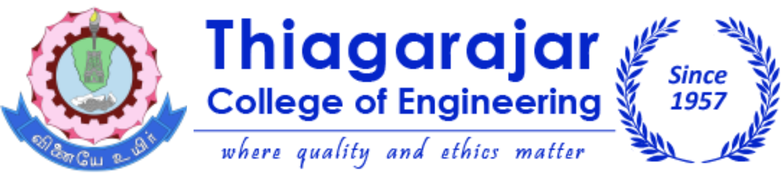 வினையே உயிர்
Thiagarajar
College of Engineering
where quality and ethics matter
Since
1957